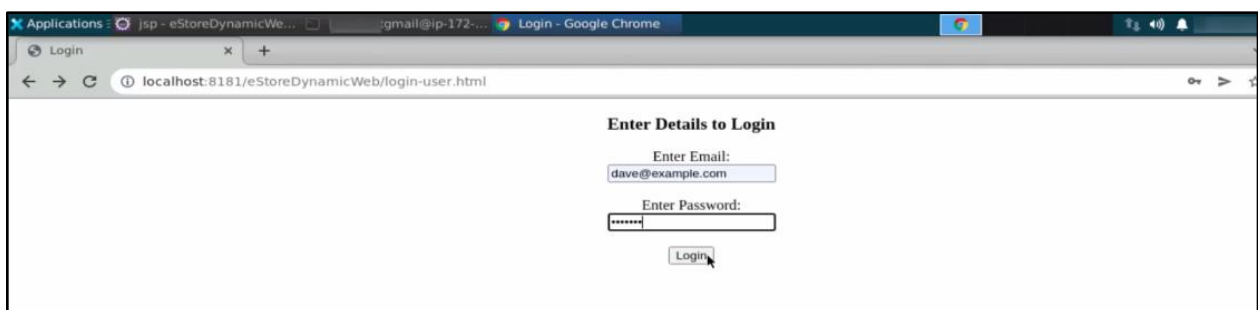 Applications : jsp - eStoreDynamicWe... :gmail@ip-172-... Login - Google Chrome
Login × +
localhost:8181/eStoreDynamicWeb/login-user.html
Enter Details to Login
Enter Email:
dave@example.com
Enter Password:
•••••••
Login